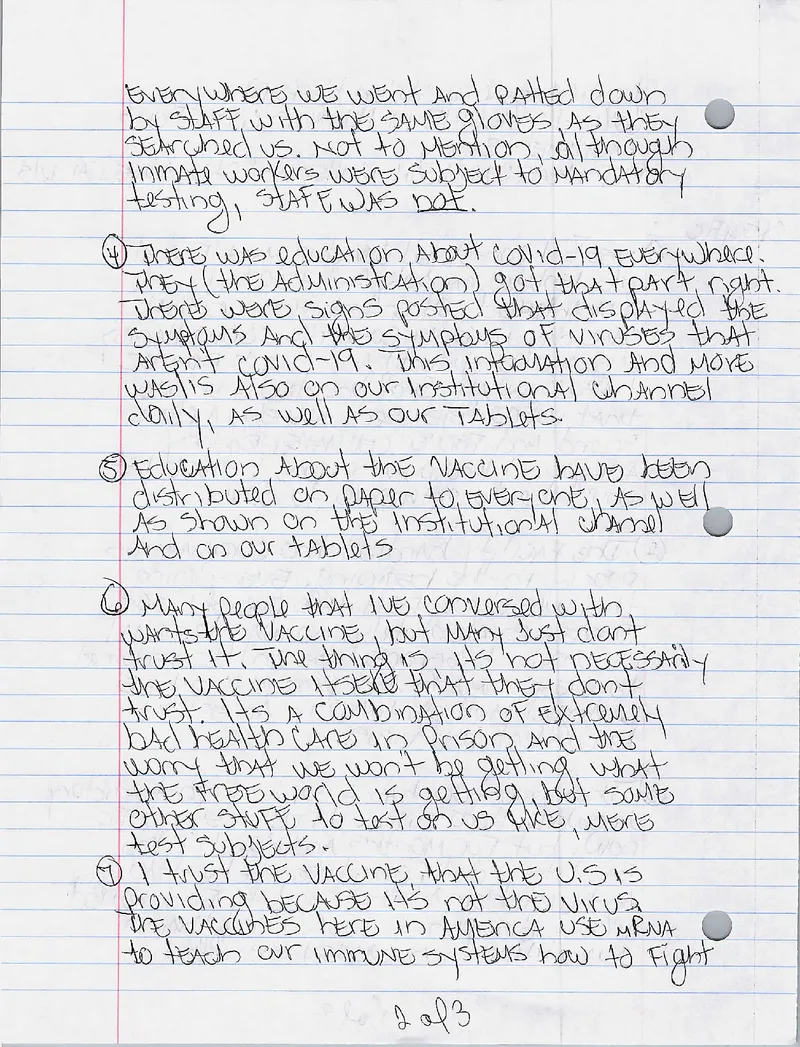 EVERYWHERE WE WENT AND PATTED down
by STAFF with the SAME gloves AS they
SEARched us. Not to MENTION, although
INMATE workers WERE SUBJECT to MANDATORY
testing, STAFF WAS not.
④ THERE WAS education About covid-19 EVERYwhere.
THEY (the Administration) got that part right.
THERE WERE signs posted that displayed the
symptoms And the symptoms OF viruses that
AREN'T covid-19. This information AND MORE
was/is Also on our Institutional channel
daily, AS well AS our TAblets.
⑤ Education About the VACCINE have been
distributed on PAPER to EVERYONE, AS WEll
AS shown on the Institutional channel
And on our tAblets
⑥ MANY people that I'VE conversed with
wants the VACCINE, but MANY Just dont
trust It. The thing is its not NECESSARily
the VACCINE ITSELF that they dont
trust. Its A combination OF Extremely
bad health CARE in Prison AND the
worry that we won't be getting what
the FREE world is getting, but SOME
other STUFF to test on us LIKE, MERE
test SUBJECTS.
⑦ I trust the VACCINE that the U.S is
providing because it's not the virus.
The VACCINES here in AMERICA USE mRNA
to teach our IMMUNE SYSTEMS how to Fight
2 of 3